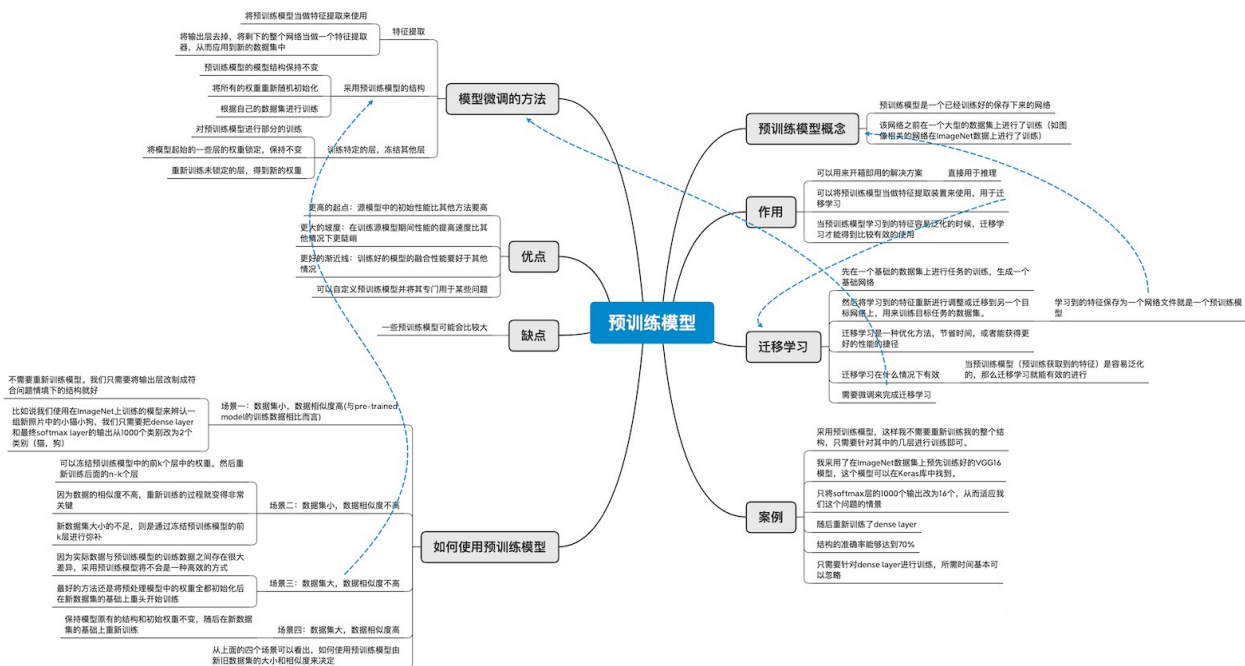 将预训练模型当做特征提取来使用
将输出层去掉，将剩下的整个网络当做一个特征提取
器，从而应用到新的数据集中
特征提取
预训练模型的模型结构保持不变
将所有的权重重新随机初始化
根据自己的数据集进行训练
采用预训练模型的结构
对预训练模型进行部分的训练
将模型起始的一些层的权重锁定，保持不变
重新训练未锁定的层，得到新的权重
训练特定的层，冻结其他层
模型微调的方法
更高的起点：源模型中的初始性能比其他方法要高
更大的坡度：在训练源模型期间性能的提高速度比其
他情况下更陡峭
更好的渐近线：训练好的模型的融合性能要好于其他
情况
可以自定义预训练模型并将其专门用于某些问题
优点
一些预训练模型可能会比较大
缺点
不需要重新训练模型，我们只需要将输出层改制成符
合问题情境下的结构就好
比如说我们使用在ImageNet上训练的模型来辨认一
组新照片中的小猫小狗，我们只需要把dense layer
和最终softmax layer的输出从1000个类别改为2个
类别（猫，狗）
场景一：数据集小，数据相似度高(与pre-trained
model的训练数据相比而言)
可以冻结预训练模型中的前k个层中的权重，然后重
新训练后面的n-k个层
因为数据的相似度不高，重新训练的过程就变得非常
关键
新数据集大小的不足，则是通过冻结预训练模型的前
k层进行弥补
场景二：数据集小，数据相似度不高
因为实际数据与预训练模型的训练数据之间存在很大
差异，采用预训练模型将不会是一种高效的方式
最好的方法还是将预处理模型中的权重全都初始化后
在新数据集的基础上重头开始训练
场景三：数据集大，数据相似度不高
保持模型原有的结构和初始权重不变，随后在新数据
集的基础上重新训练
场景四：数据集大，数据相似度高
从上面的四个场景可以看出，如何使用预训练模型由
新旧数据集的大小和相似度来决定
如何使用预训练模型
预训练模型
预训练模型概念
预训练模型是一个已经训练好的保存下来的网络
该网络之前在一个大型的数据集上进行了训练（如图
像相关的网络在ImageNet数据上进行了训练）
作用
可以用来开箱即用的解决方案
直接用于推理
可以将预训练模型当做特征提取装置来使用，用于迁
移学习
当预训练模型学习到的特征容易泛化的时候，迁移学
习才能得到比较有效的使用
迁移学习
先在一个基础的数据集上进行任务的训练，生成一个
基础网络
然后将学习到的特征重新进行调整或迁移到另一个目
标网络上，用来训练目标任务的数据集。
学习到的特征保存为一个网络文件就是一个预训练模
型
迁移学习是一种优化方法，节省时间，或者能获得更
好的性能的捷径
迁移学习在什么情况下有效
当预训练模型（预训练获取到的特征）是容易泛化
的，那么迁移学习就能有效的进行
需要微调来完成迁移学习
案例
采用预训练模型，这样我不需要重新训练我的整个结
构，只需要针对其中的几层进行训练即可。
我采用了在ImageNet数据集上预先训练好的VGG16
模型，这个模型可以在Keras库中找到。
只将softmax层的1000个输出改为16个，从而适应我
们这个问题的情景
随后重新训练了dense layer
结构的准确率能够达到70%
只需要针对dense layer进行训练，所需时间基本可
以忽略